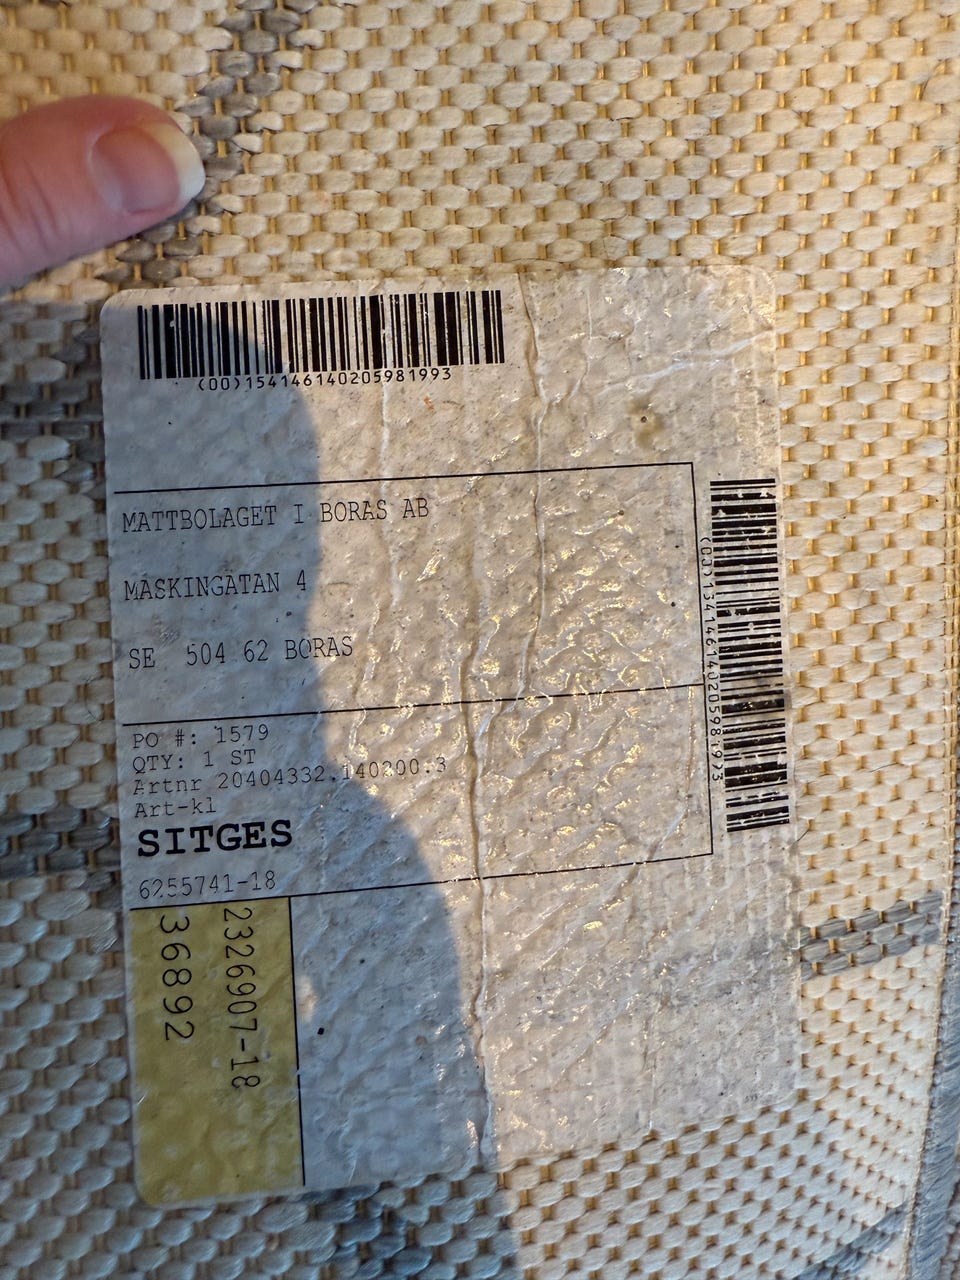 (00)154146140205981993
MATTBOLAGET I BORAS AB
MASKINGATAN 4
SE 504 62 BORAS
PO #: 1579
QTY: 1 ST
Artnr 20404332.140200.3
Art-kl
SITGES
6255741-18
2326907-18
36892